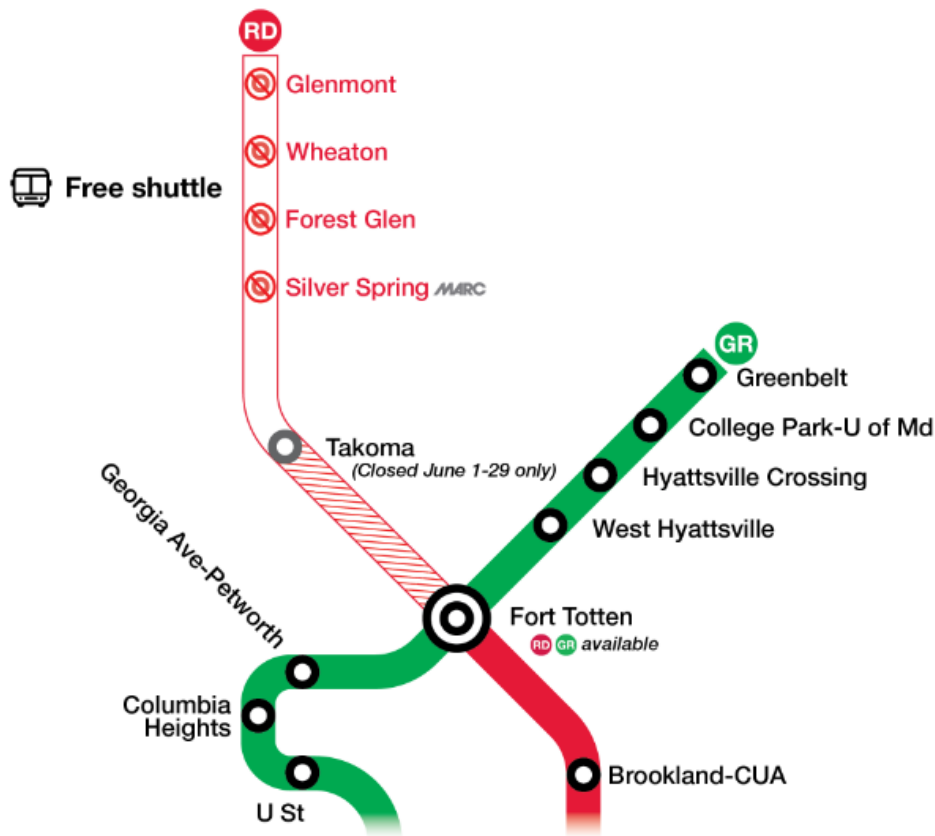 RD
Glenmont
Wheaton
Free shuttle
Forest Glen
Silver Spring MARC
GR
Greenbelt
College Park-U of Md
Takoma
(Closed June 1-29 only)
Hyattsville Crossing
West Hyattsville
Georgia Ave-Petworth
Fort Totten
RD GR available
Columbia
Heights
Brookland-CUA
U St